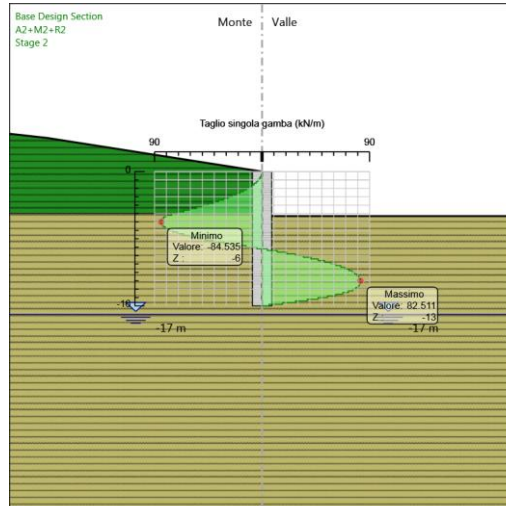 Base Design Section
A2+M2+R2
Stage 2
Monte Valle
Taglio singola gamba (kN/m)
90 90
0
Minimo
Valore: -84.535
Z : -6
Massimo
Valore: 82.511
Z : -13
-17 m -17 m